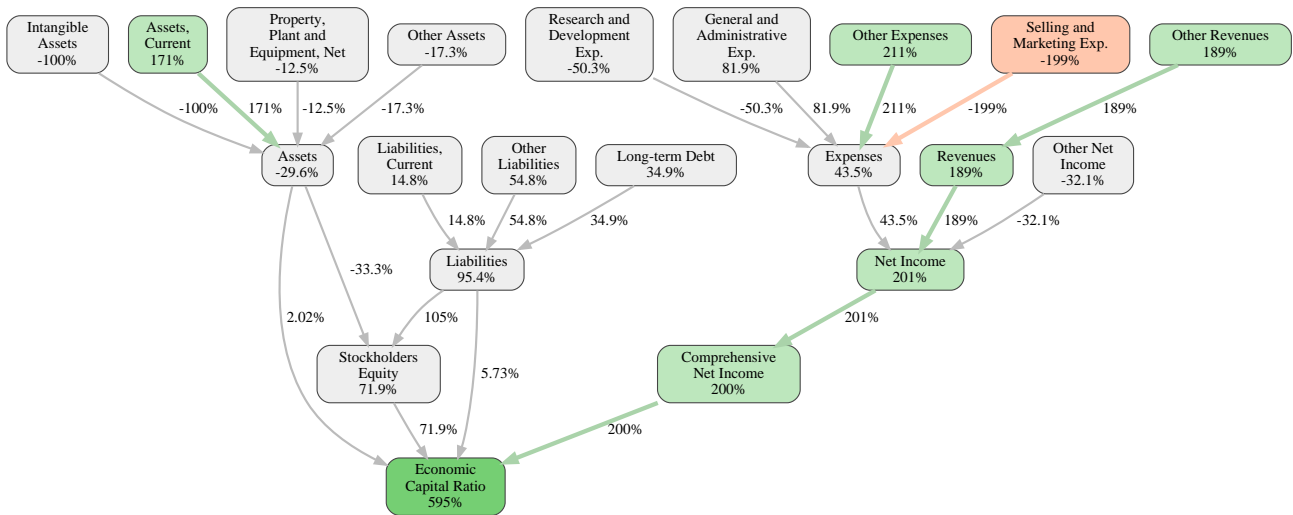 Intangible
Assets
-100%
Assets,
Current
171%
Property,
Plant and
Equipment, Net
-12.5%
Other Assets
-17.3%
Research and
Development
Exp.
-50.3%
General and
Administrative
Exp.
81.9%
Other Expenses
211%
Selling and
Marketing Exp.
-199%
Other Revenues
189%
-100%
171%
-12.5%
-17.3%
-50.3%
81.9%
211%
-199%
189%
Assets
-29.6%
Liabilities,
Current
14.8%
Other
Liabilities
54.8%
Long-term Debt
34.9%
Expenses
43.5%
Revenues
189%
Other Net
Income
-32.1%
14.8%
54.8%
34.9%
43.5%
189%
-32.1%
-33.3%
Liabilities
95.4%
Net Income
201%
2.02%
105%
201%
Stockholders
Equity
71.9%
5.73%
Comprehensive
Net Income
200%
71.9%
200%
Economic
Capital Ratio
595%